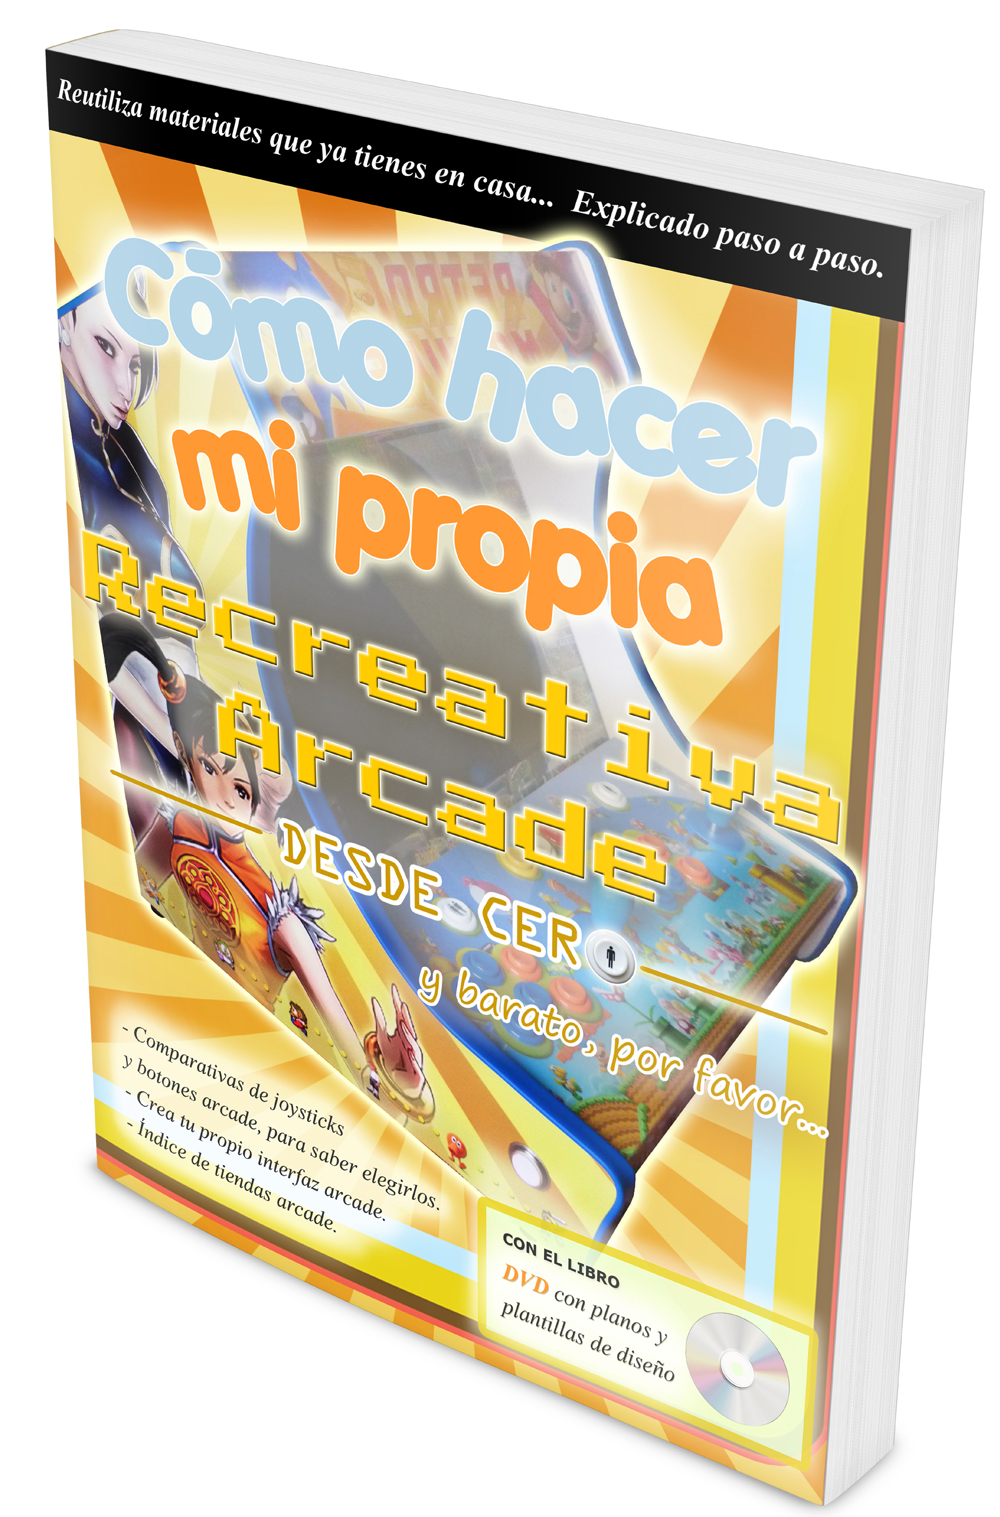 Reutiliza materiales que ya tienes en casa... Explicado paso a paso.
Cómo hacer
mi propia
Recreativa
Arcade
DESDE CERO
y barato, por favor...
- Comparativas de joysticks
y botones arcade, para saber elegirlos.
- Crea tu propio interfaz arcade.
- Índice de tiendas arcade.
CON EL LIBRO
DVD con planos y
plantillas de diseño